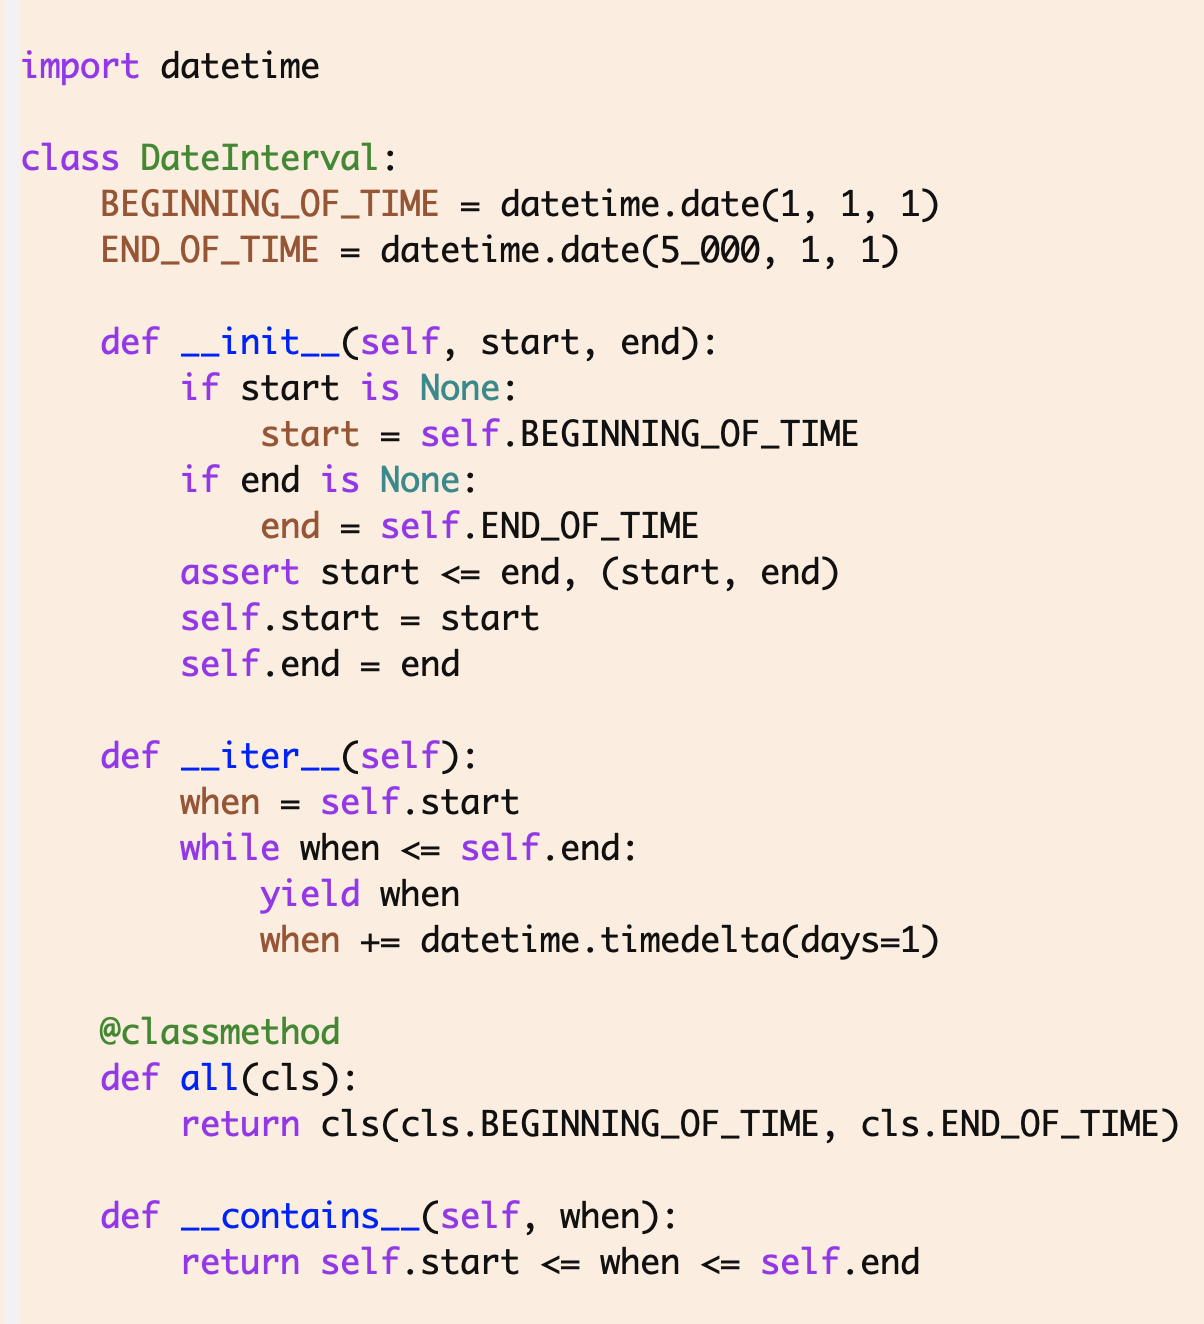 import datetime

class DateInterval:
    BEGINNING_OF_TIME = datetime.date(1, 1, 1)
    END_OF_TIME = datetime.date(5_000, 1, 1)

    def __init__(self, start, end):
        if start is None:
            start = self.BEGINNING_OF_TIME
        if end is None:
            end = self.END_OF_TIME
        assert start <= end, (start, end)
        self.start = start
        self.end = end

    def __iter__(self):
        when = self.start
        while when <= self.end:
            yield when
            when += datetime.timedelta(days=1)

    @classmethod
    def all(cls):
        return cls(cls.BEGINNING_OF_TIME, cls.END_OF_TIME)

    def __contains__(self, when):
        return self.start <= when <= self.end